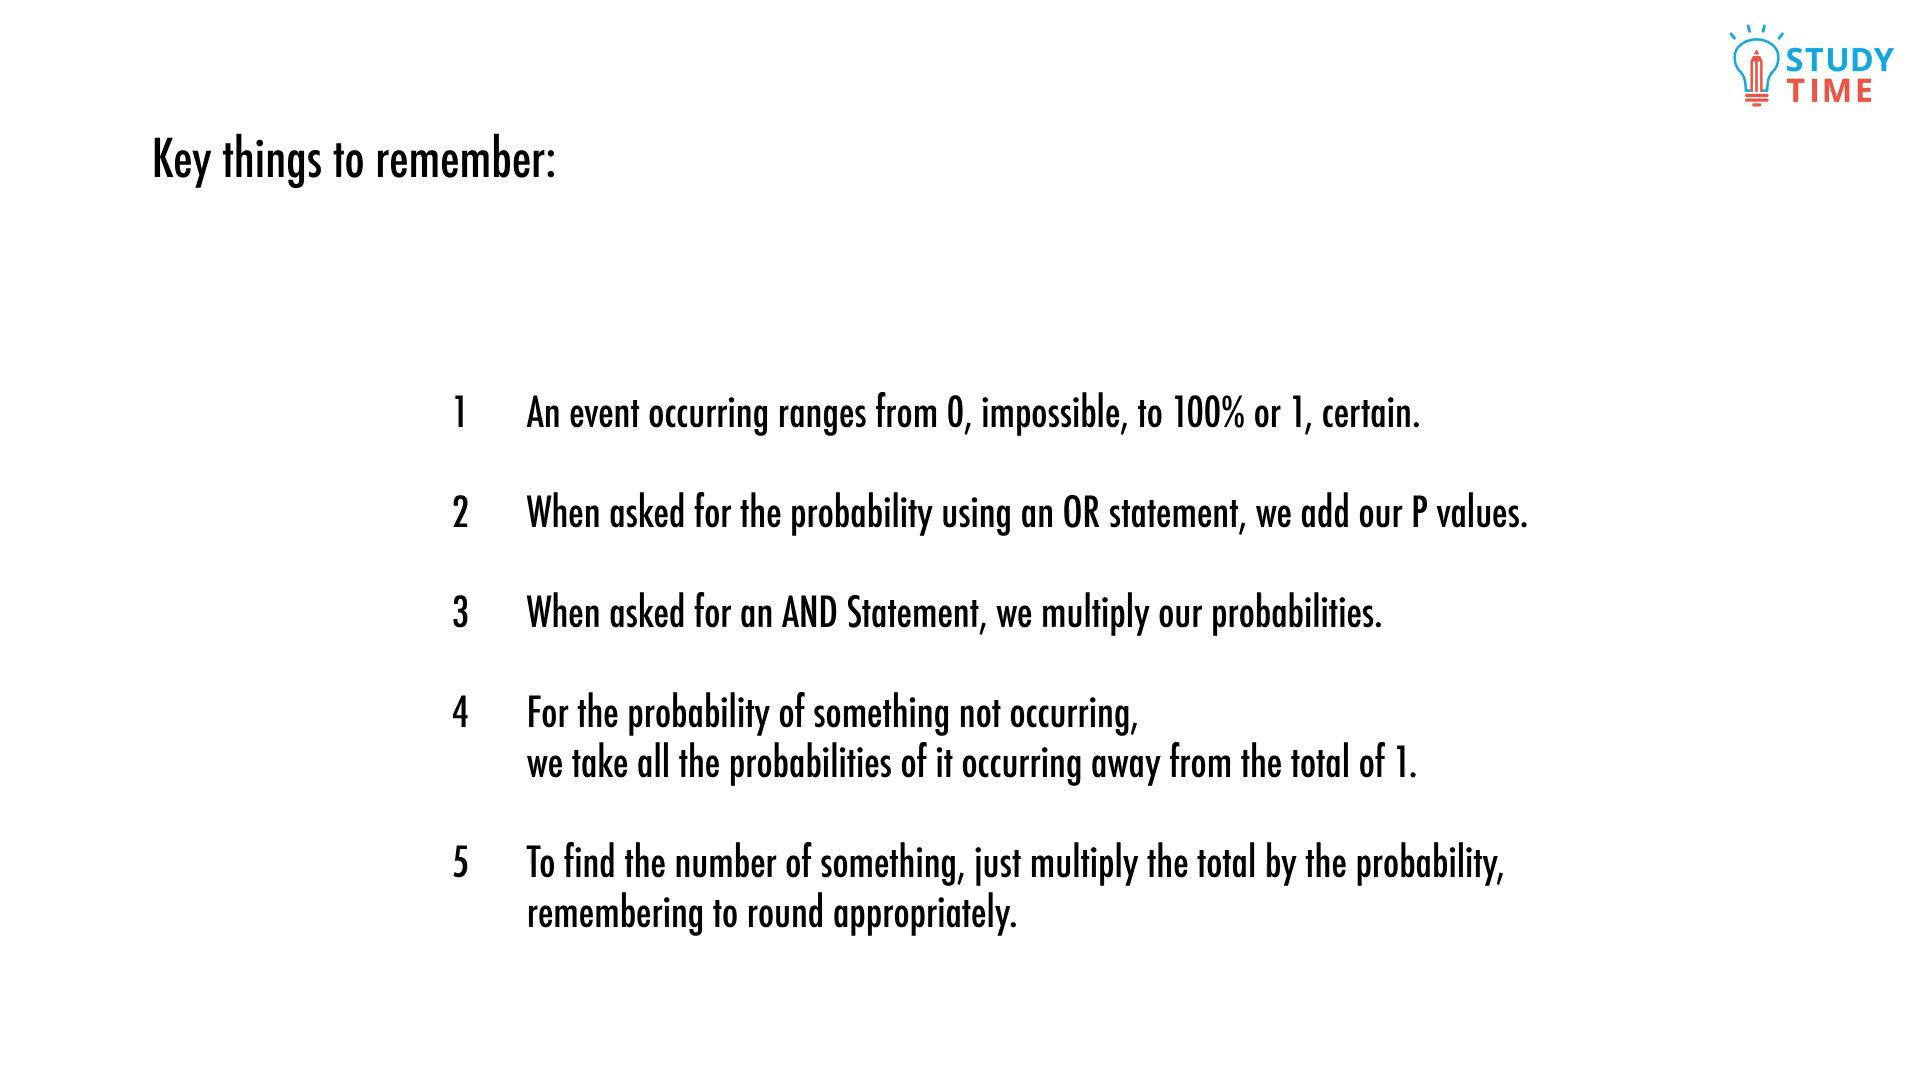 STUDY
TIME
Key things to remember:
1 An event occurring ranges from 0, impossible, to 100% or 1, certain.
2 When asked for the probability using an OR statement, we add our P values.
3 When asked for an AND Statement, we multiply our probabilities.
4 For the probability of something not occurring,
we take all the probabilities of it occurring away from the total of 1.
5 To find the number of something, just multiply the total by the probability,
remembering to round appropriately.